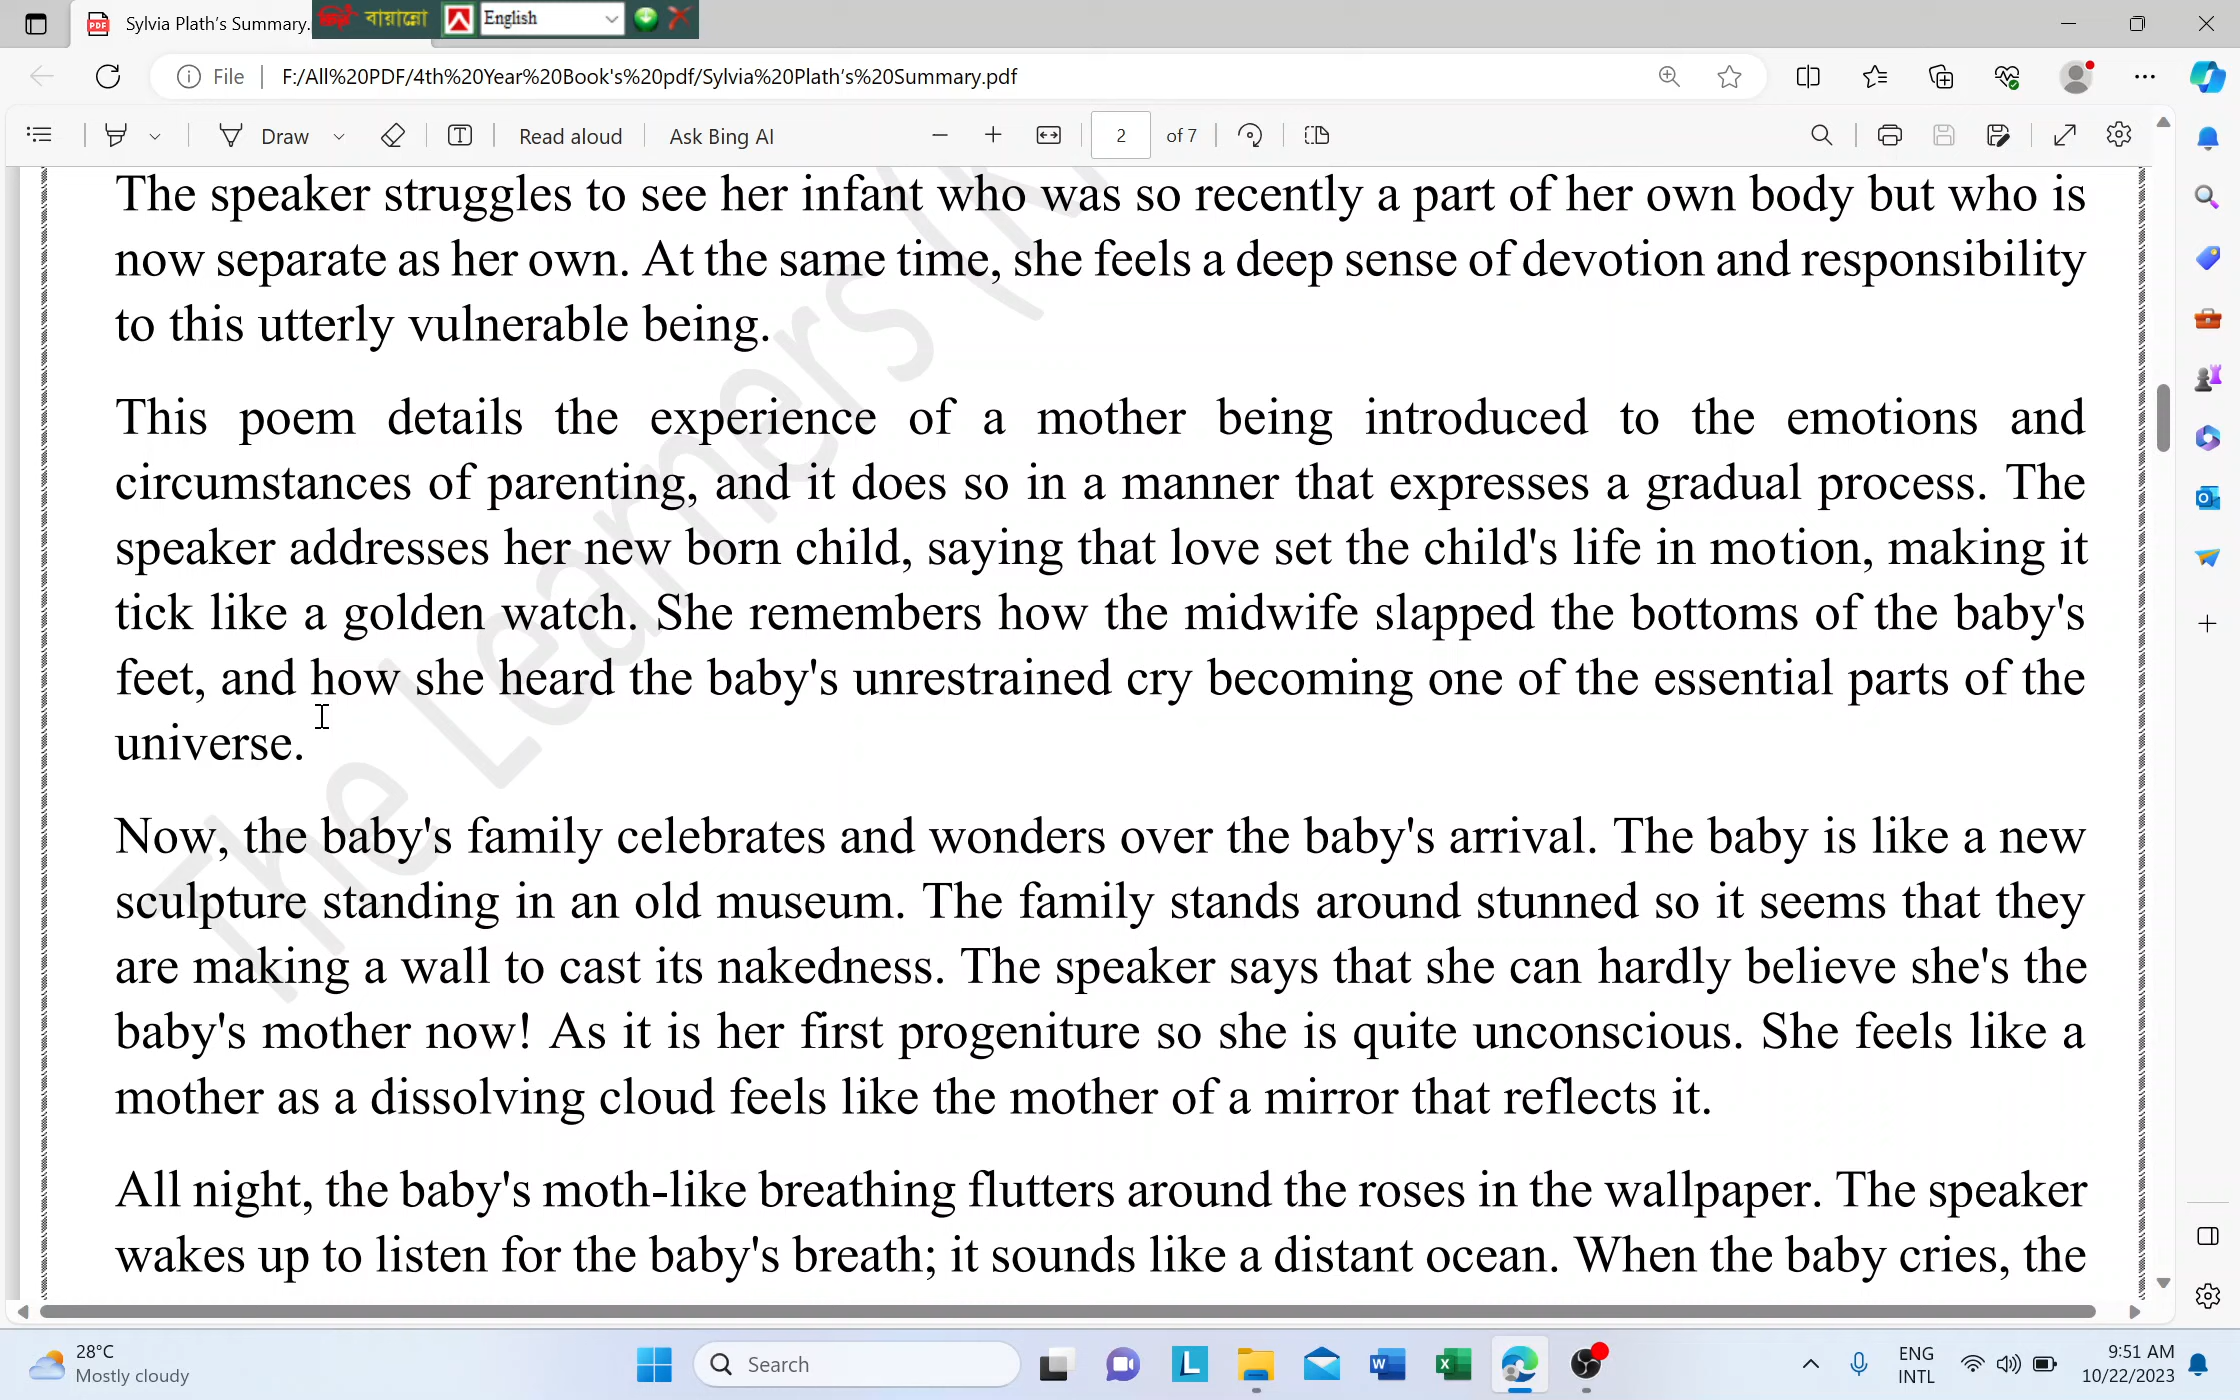 Sylvia Plath's Summary.
বায়ান্নো
English
File
F:/All%20PDF/4th%20Year%20Book's%20pdf/Sylvia%20Plath's%20Summary.pdf
Draw
Read aloud
Ask Bing AI
2 of 7
The speaker struggles to see her infant who was so recently a part of her own body but who is
now separate as her own. At the same time, she feels a deep sense of devotion and responsibility
to this utterly vulnerable being.
This poem details the experience of a mother being introduced to the emotions and
circumstances of parenting, and it does so in a manner that expresses a gradual process. The
speaker addresses her new born child, saying that love set the child's life in motion, making it
tick like a golden watch. She remembers how the midwife slapped the bottoms of the baby's
feet, and how she heard the baby's unrestrained cry becoming one of the essential parts of the
universe.
Now, the baby's family celebrates and wonders over the baby's arrival. The baby is like a new
sculpture standing in an old museum. The family stands around stunned so it seems that they
are making a wall to cast its nakedness. The speaker says that she can hardly believe she's the
baby's mother now! As it is her first progeniture so she is quite unconscious. She feels like a
mother as a dissolving cloud feels like the mother of a mirror that reflects it.
All night, the baby's moth-like breathing flutters around the roses in the wallpaper. The speaker
wakes up to listen for the baby's breath; it sounds like a distant ocean. When the baby cries, the
The Learners
28°C
Mostly cloudy
Search
ENG
INTL
9:51 AM
10/22/2023